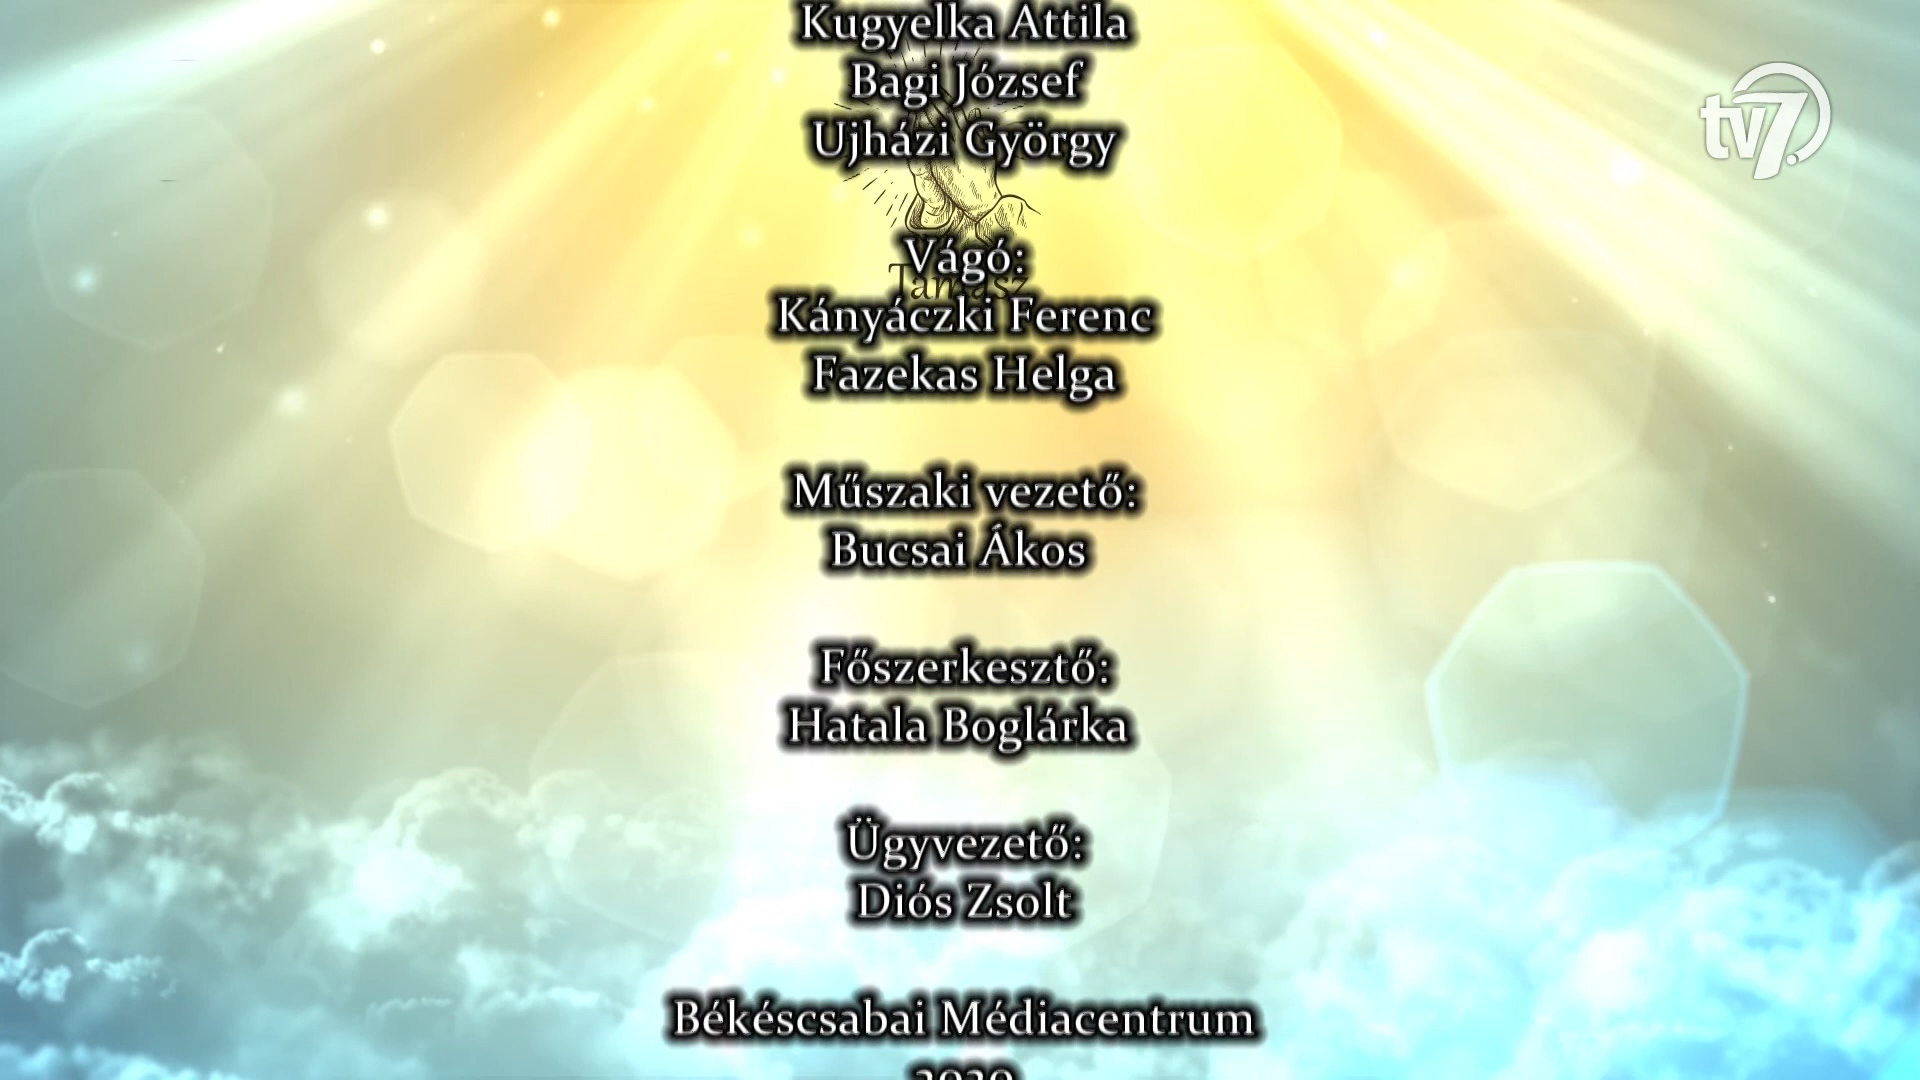 Kugyelka Attila
Bagi József
Ujházi György
tv7.
Vágó:
Tamász
Kányáczki Ferenc
Fazekas Helga
Műszaki vezető:
Bucsai Ákos
Főszerkesztő:
Hatala Boglárka
Ügyvezető:
Diós Zsolt
Békéscsabai Médiacentrum